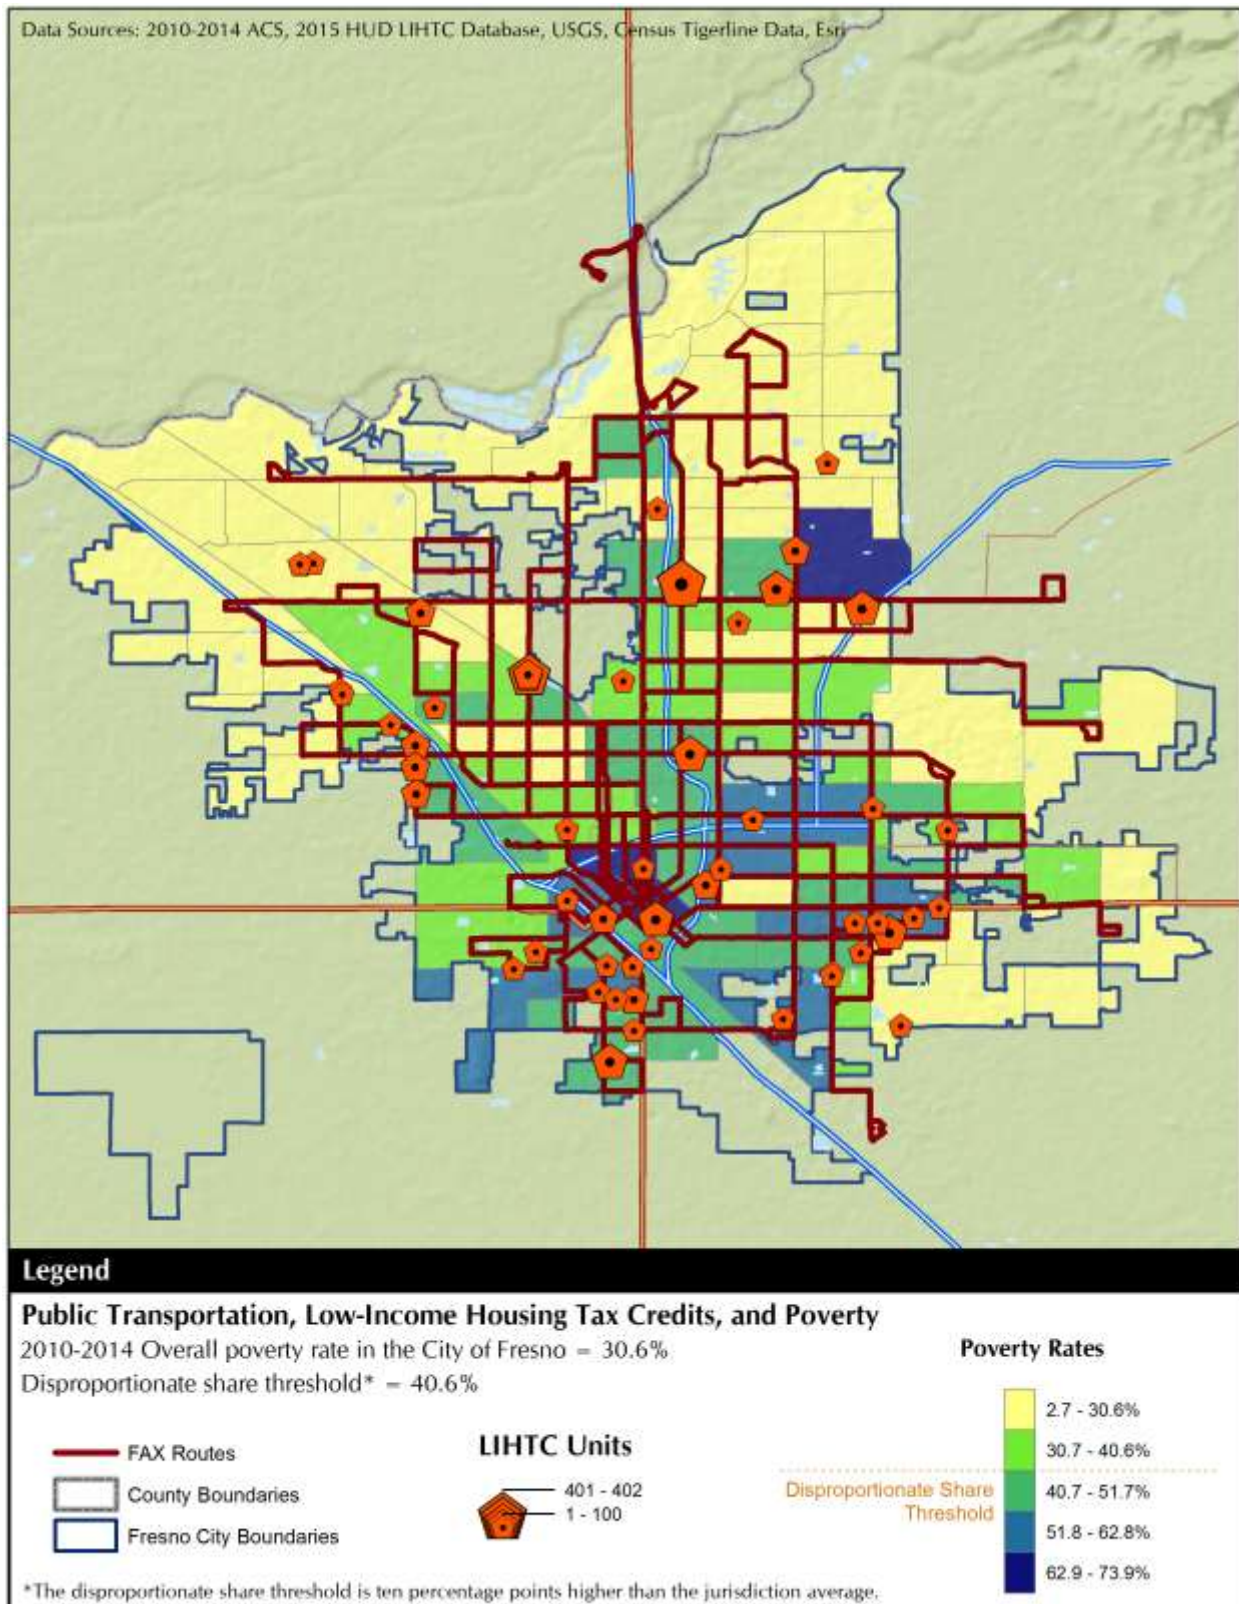 Data Sources: 2010-2014 ACS, 2015 HUD LIHTC Database, USGS, Census Tigerline Data, Esri
Legend
Public Transportation, Low-Income Housing Tax Credits, and Poverty
2010-2014 Overall poverty rate in the City of Fresno = 30.6%
Disproportionate share threshold* = 40.6%
FAX Routes
County Boundaries
Fresno City Boundaries
LIHTC Units
401 - 402
1 - 100
Poverty Rates
2.7 - 30.6%
30.7 - 40.6%
Disproportionate Share
Threshold
40.7 - 51.7%
51.8 - 62.8%
62.9 - 73.9%
*The disproportionate share threshold is ten percentage points higher than the jurisdiction average.